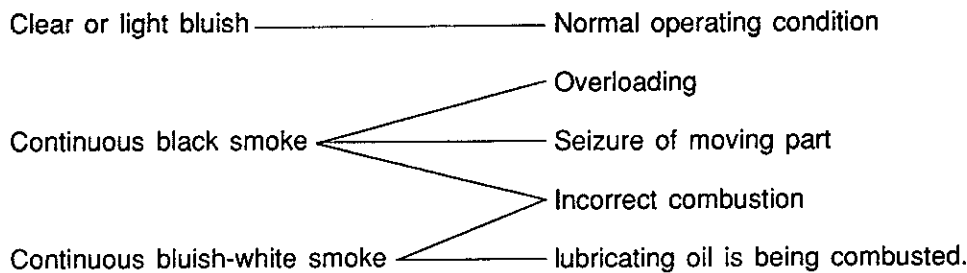 Clear or light bluish Normal operating condition
Overloading
Continuous black smoke Seizure of moving part
Incorrect combustion
Continuous bluish-white smoke lubricating oil is being combusted.